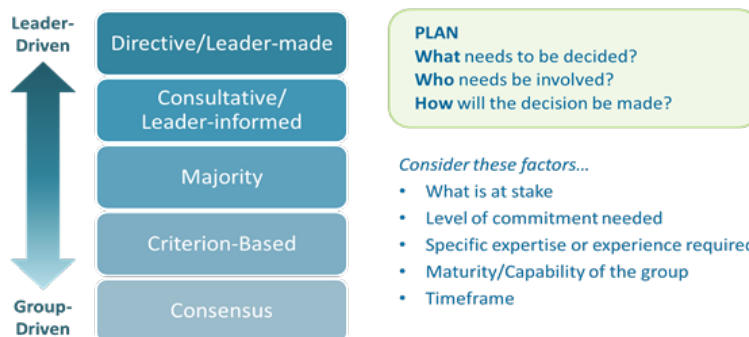 Leader-
Driven
Directive/Leader-made
Consultative/
Leader-informed
Majority
Criterion-Based
Consensus
Group-
Driven
PLAN
What needs to be decided?
Who needs be involved?
How will the decision be made?
Consider these factors...
• What is at stake
• Level of commitment needed
• Specific expertise or experience required
• Maturity/Capability of the group
• Timeframe